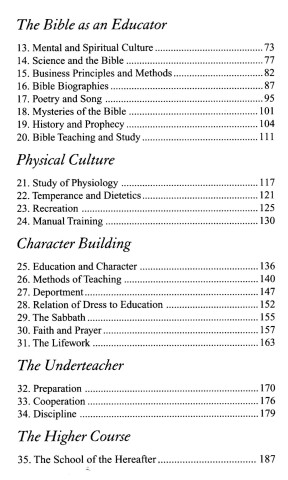 The Bible as an Educator
13. Mental and Spiritual Culture ................................ 73
14. Science and the Bible ........................................ 77
15. Business Principles and Methods ......................... 82
16. Bible Biographies .............................................. 87
17. Poetry and Song ................................................ 95
18. Mysteries of the Bible ...................................... 101
19. History and Prophecy ...................................... 104
20. Bible Teaching and Study ................................. 111
Physical Culture
21. Study of Physiology ........................................ 117
22. Temperance and Dietetics ................................. 121
23. Recreation ...................................................... 125
24. Manual Training .............................................. 130
Character Building
25. Education and Character .................................. 136
26. Methods of Teaching ....................................... 140
27. Deportment ..................................................... 147
28. Relation of Dress to Education ......................... 152
29. The Sabbath .................................................... 155
30. Faith and Prayer .............................................. 157
31. The Lifework .................................................. 163
The Underteacher
32. Preparation ..................................................... 170
33. Cooperation .................................................... 176
34. Discipline ....................................................... 179
The Higher Course
35. The School of the Hereafter .............................. 187